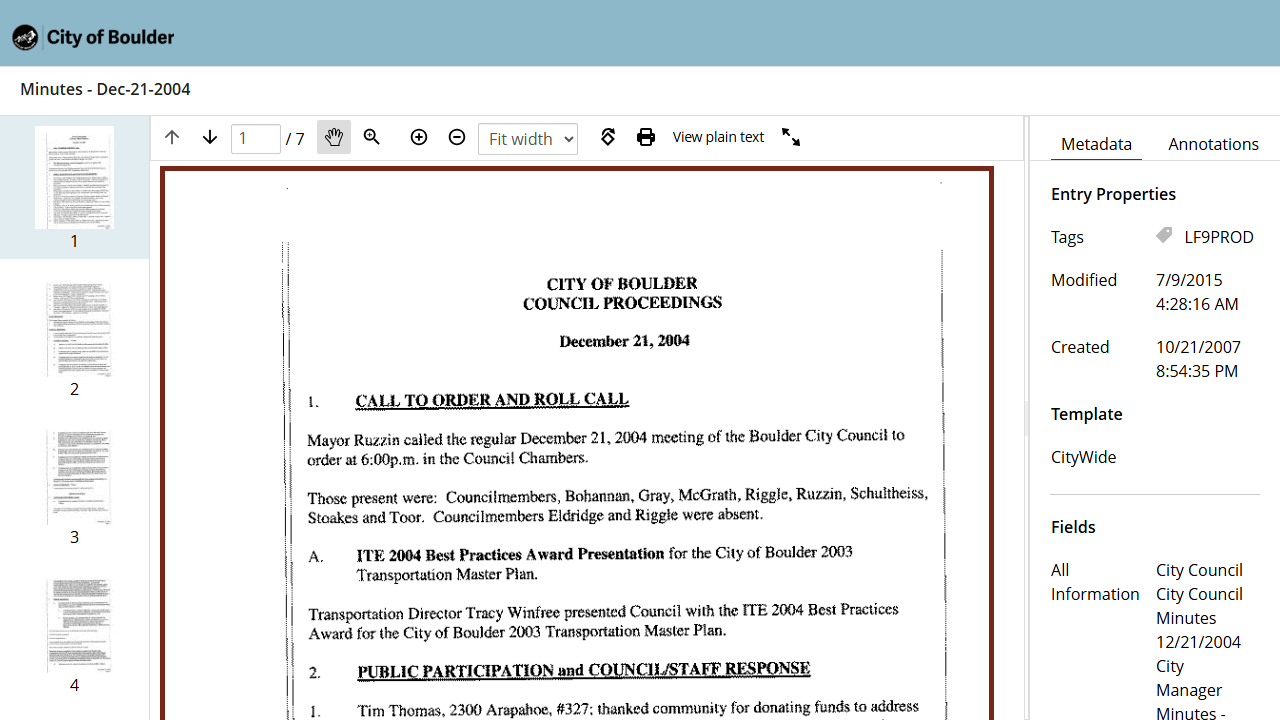 City of Boulder
Minutes - Dec-21-2004
1 / 7
Fit width
View plain text
1
2
3
4
CITY OF BOULDER
COUNCIL PROCEEDINGS
December 21, 2004
1. CALL TO ORDER AND ROLL CALL
Mayor Ruzzin called the regular December 21, 2004 meeting of the Boulder City Council to
order at 6:00p.m. in the Council Chambers.
Those present were: Councilmembers, Bohannan, Gray, McGrath, Riggle, Ruzzin, Schultheiss,
Stoakes and Toor. Councilmembers Eldridge and Riggle were absent.
A. ITE 2004 Best Practices Award Presentation for the City of Boulder 2003
Transportation Master Plan.
Transportation Director Tracy Winfree presented Council with the ITE 2004 Best Practices
Award for the City of Boulder 2003 Transportation Master Plan.
2. PUBLIC PARTICIPATION and COUNCIL/STAFF RESPONSE
1. Tim Thomas, 2300 Arapahoe, #327; thanked community for donating funds to address
Metadata Annotations
Entry Properties
Tags LF9PROD
Modified 7/9/2015
4:28:16 AM
Created 10/21/2007
8:54:35 PM
Template
CityWide
Fields
All City Council
Information City Council
Minutes
12/21/2004
City
Manager
Minutes -